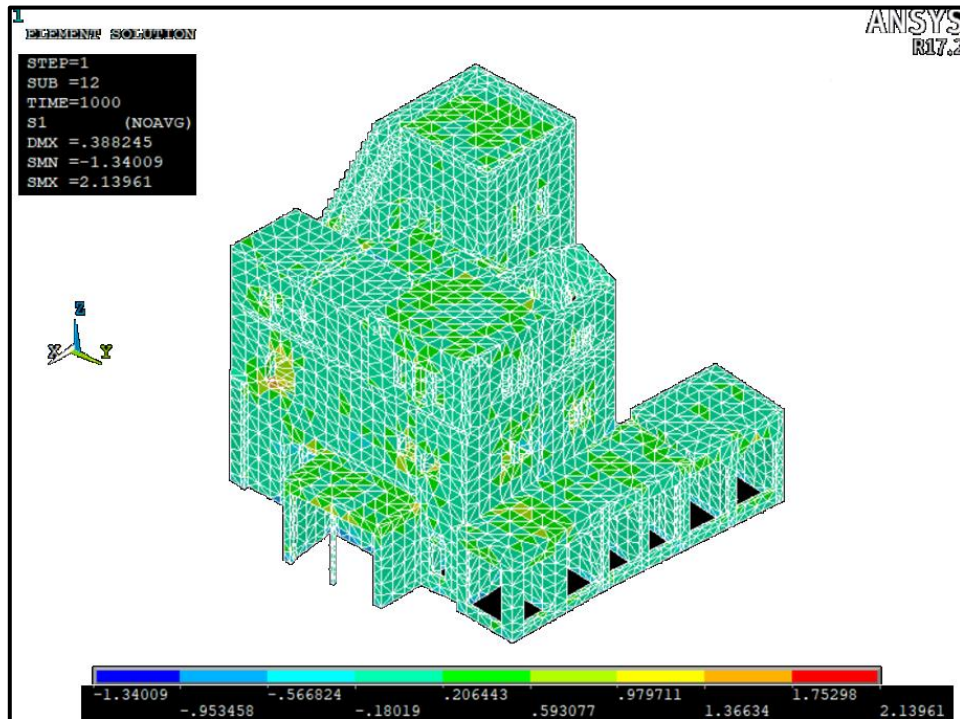 1
ELEMENT SOLUTION
ANSYS
R17.2
STEP=1
SUB =12
TIME=1000
S1 (NOAVG)
DMX =.388245
SMN =-1.34009
SMX =2.13961
Z
X
Y
-1.34009 -.566824 .206443 .979711 1.75298
-.953458 -.18019 .593077 1.36634 2.13961